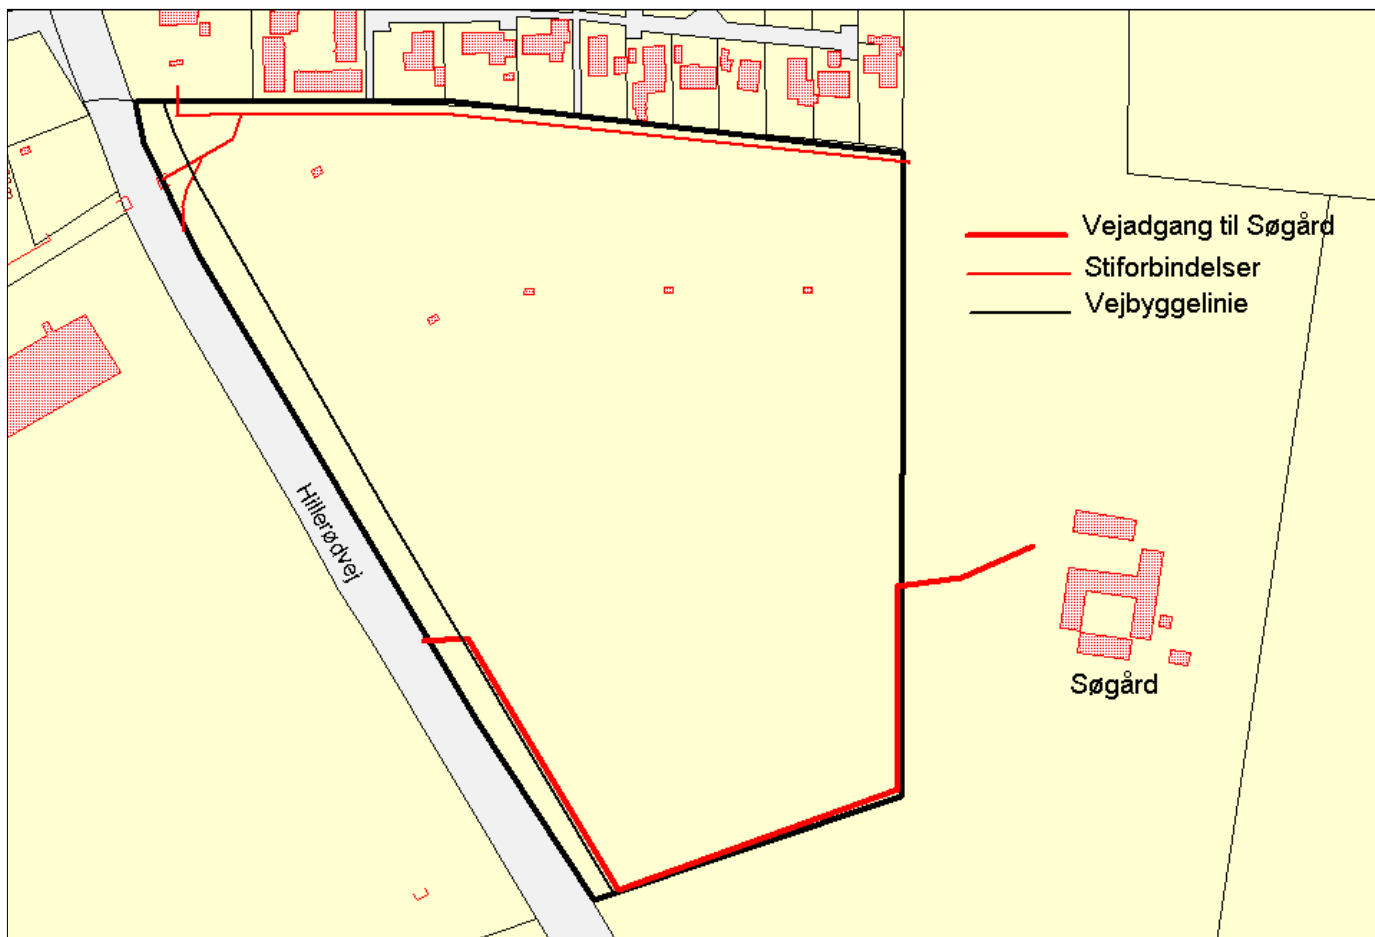 Vejadgang til Søgård
Stiforbindelser
Vejbyggelinie
Hillerødvej
Søgård